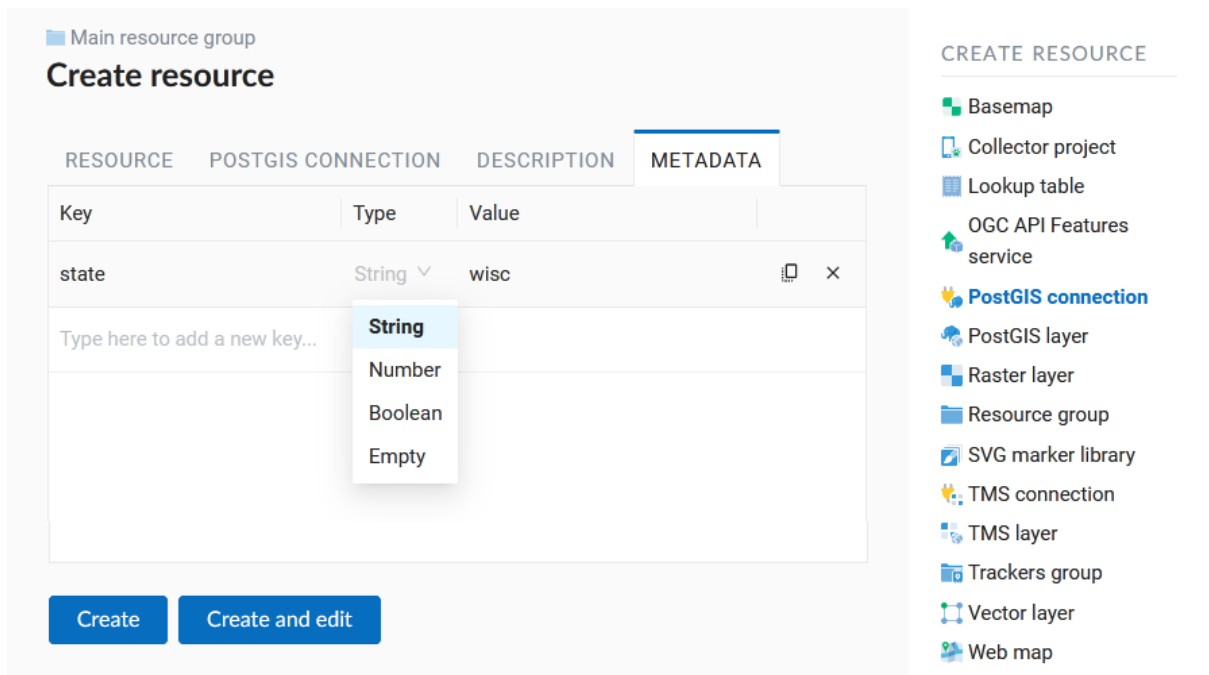 Main resource group
Create resource
RESOURCE POSTGIS CONNECTION DESCRIPTION METADATA
Key Type Value
state String wisc
Type here to add a new key...
String
Number
Boolean
Empty
Create Create and edit
CREATE RESOURCE
Basemap
Collector project
Lookup table
OGC API Features
service
PostGIS connection
PostGIS layer
Raster layer
Resource group
SVG marker library
TMS connection
TMS layer
Trackers group
Vector layer
Web map